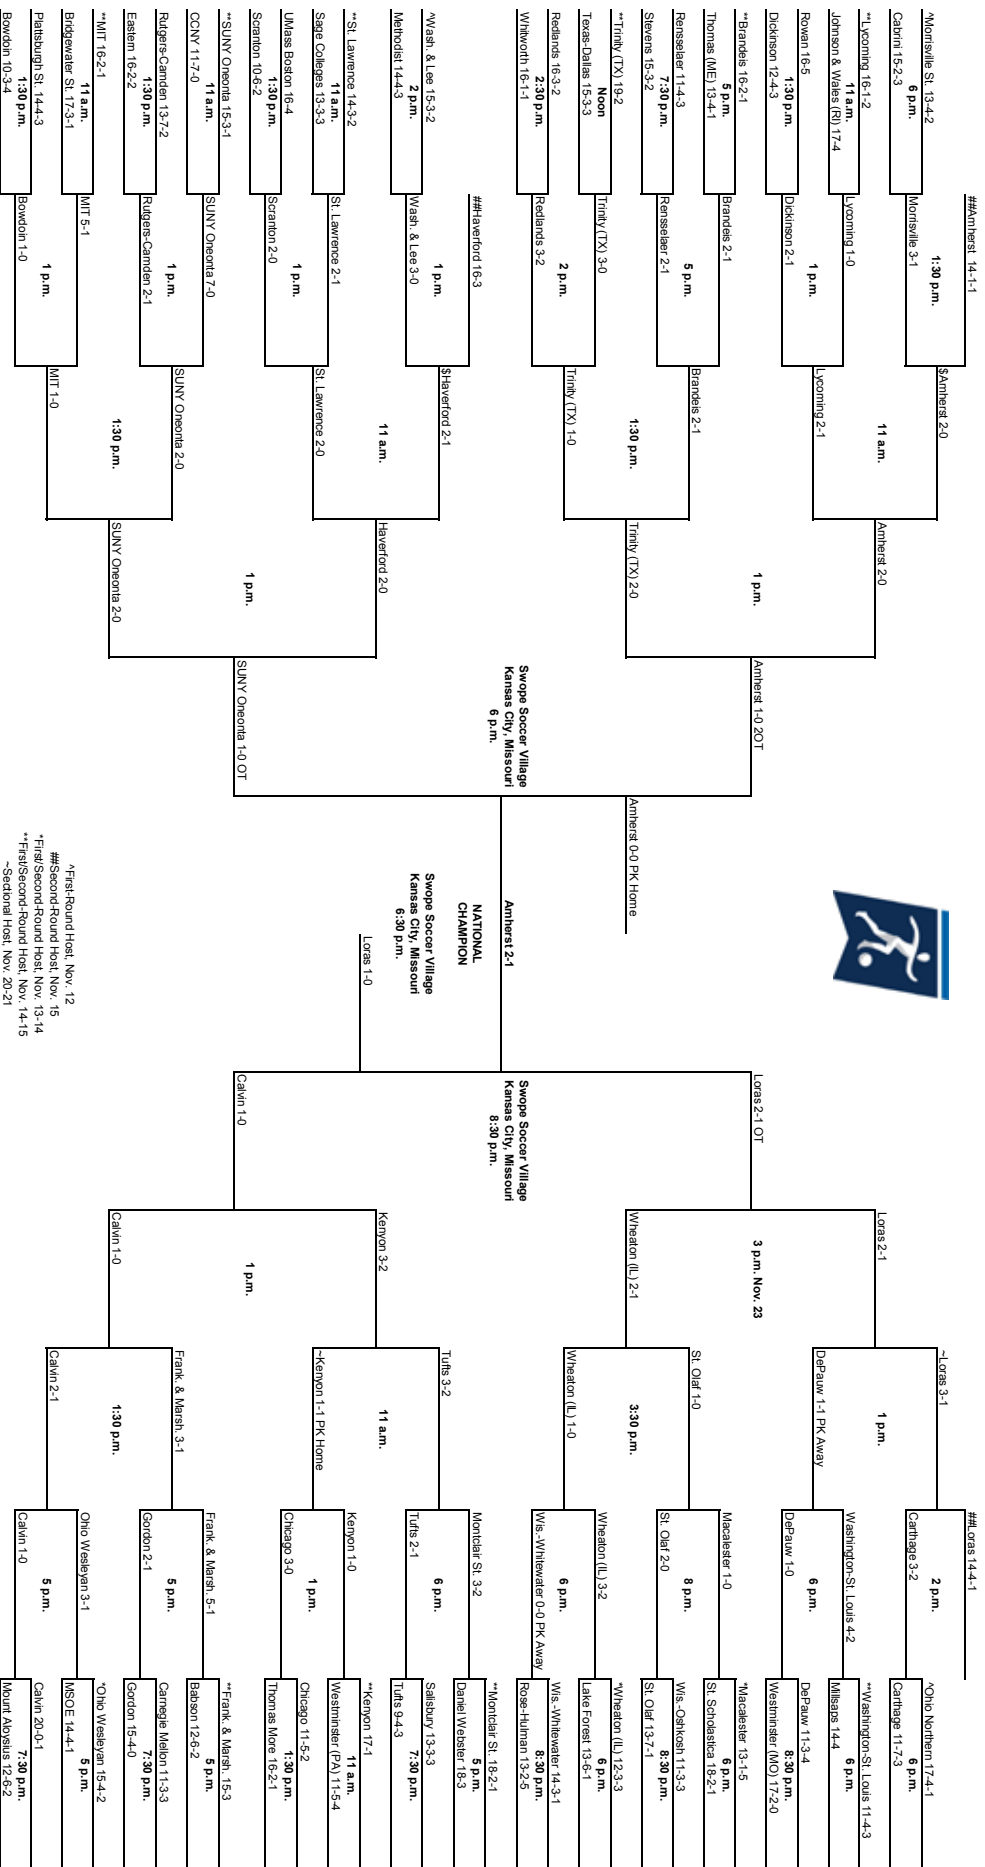 ^Morrisville St. 13-4-2
6 p.m.
Cabrini 15-2-3
**Lycoming 16-1-2
11 a.m.
Johnson & Wales (RI) 17-4
Rowan 16-5
1:30 p.m.
Dickinson 12-4-3
**Brandeis 16-2-1
5 p.m.
Thomas (ME) 13-4-1
Rensselaer 11-4-3
7:30 p.m.
Stevens 15-3-2
**Trinity (TX) 19-2
Noon
Texas-Dallas 15-3-3
Redlands 16-3-2
2:30 p.m.
Whitworth 16-1-1
^Wash. & Lee 15-3-2
2 p.m.
Methodist 14-4-3
**St. Lawrence 14-3-2
11 a.m.
Sage Colleges 13-3-3
UMass Boston 16-4
1:30 p.m.
Scranton 10-6-2
**SUNY Oneonta 15-3-1
11 a.m.
CCNY 11-7-0
Rutgers-Camden 13-7-2
1:30 p.m.
Eastern 16-2-2
**MIT 16-2-1
11 a.m.
Bridgewater St. 17-3-1
Plattsburgh St. 14-4-3
1:30 p.m.
Bowdoin 10-3-4
##Amherst 14-1-1
1:30 p.m.
Morrisville 3-1
Lycoming 1-0
1 p.m.
Dickinson 2-1
Brandeis 2-1
5 p.m.
Rensselaer 2-1
Trinity (TX) 3-0
2 p.m.
Redlands 3-2
##Haverford 16-3
1 p.m.
Wash. & Lee 3-0
St. Lawrence 2-1
1 p.m.
Scranton 2-0
SUNY Oneonta 7-0
1 p.m.
Rutgers-Camden 2-1
MIT 5-1
1 p.m.
Bowdoin 1-0
$Amherst 2-0
11 a.m.
Lycoming 2-1
Brandeis 2-1
1:30 p.m.
Trinity (TX) 1-0
$Haverford 2-1
11 a.m.
St. Lawrence 2-0
SUNY Oneonta 2-0
1:30 p.m.
MIT 1-0
Amherst 2-0
1 p.m.
Trinity (TX) 2-0
Haverford 2-0
1 p.m.
SUNY Oneonta 2-0
Amherst 1-0 2OT
Swope Soccer Village
Kansas City, Missouri
6 p.m.
SUNY Oneonta 1-0 OT
Amherst 0-0 PK Home
Amherst 2-1
NATIONAL
CHAMPION
Swope Soccer Village
Kansas City, Missouri
6:30 p.m.
Loras 1-0
^First-Round Host, Nov. 12
##Second-Round Host, Nov. 15
*First/Second-Round Host, Nov. 13-14
**First/Second-Round Host, Nov. 14-15
~Sectional Host, Nov. 20-21
Loras 2-1 OT
Swope Soccer Village
Kansas City, Missouri
8:30 p.m.
Calvin 1-0
Loras 2-1
3 p.m. Nov. 23
Wheaton (IL) 2-1
Kenyon 3-2
1 p.m.
Calvin 1-0
~Loras 3-1
1 p.m.
DePauw 1-1 PK Away
St. Olaf 1-0
3:30 p.m.
Wheaton (IL) 1-0
Tufts 3-2
11 a.m.
~Kenyon 1-1 PK Home
Frank. & Marsh. 3-1
1:30 p.m.
Calvin 2-1
##Loras 14-4-1
2 p.m.
Carthage 3-2
Washington-St. Louis 4-2
6 p.m.
DePauw 1-0
Macalester 1-0
8 p.m.
St. Olaf 2-0
Wheaton (IL) 3-2
6 p.m.
Wis.-Whitewater 0-0 PK Away
Montclair St. 3-2
6 p.m.
Tufts 2-1
Kenyon 1-0
1 p.m.
Chicago 3-0
Frank. & Marsh. 5-1
5 p.m.
Gordon 2-1
Ohio Wesleyan 3-1
5 p.m.
Calvin 1-0
^Ohio Northern 17-4-1
6 p.m.
Carthage 11-7-3
**Washington-St. Louis 11-4-3
6 p.m.
Millsaps 14-4
DePauw 11-3-4
8:30 p.m.
Westminster (MO) 17-2-0
*Macalester 13-1-5
6 p.m.
St. Scholastica 18-2-1
Wis.-Oshkosh 11-3-3
8:30 p.m.
St. Olaf 13-7-1
*Wheaton (IL) 12-3-3
6 p.m.
Lake Forest 13-6-1
Wis.-Whitewater 14-3-1
8:30 p.m.
Rose-Hulman 13-2-5
**Montclair St. 18-2-1
5 p.m.
Daniel Webster 18-3
Salisbury 13-3-3
7:30 p.m.
Tufts 9-4-3
**Kenyon 17-1
11 a.m.
Westminster (PA) 11-5-4
Chicago 11-5-2
1:30 p.m.
Thomas More 16-2-1
**Frank. & Marsh. 15-3
5 p.m.
Babson 12-6-2
Carnegie Mellon 11-3-3
7:30 p.m.
Gordon 15-4-0
*Ohio Wesleyan 15-4-2
5 p.m.
MSOE 14-4-1
Calvin 20-0-1
7:30 p.m.
Mount Aloysius 12-6-2